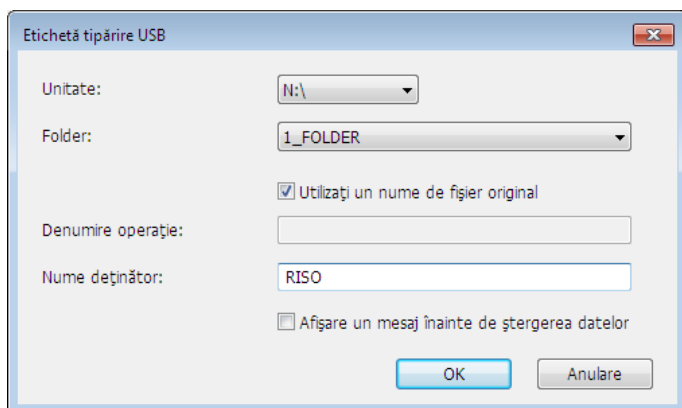 Etichetă tipărire USB
Unitate: N:\
Folder: 1_FOLDER
Utilizaţi un nume de fişier original
Denumire operaţie:
Nume deţinător: RISO
Afişare un mesaj înainte de ştergerea datelor
OK Anulare